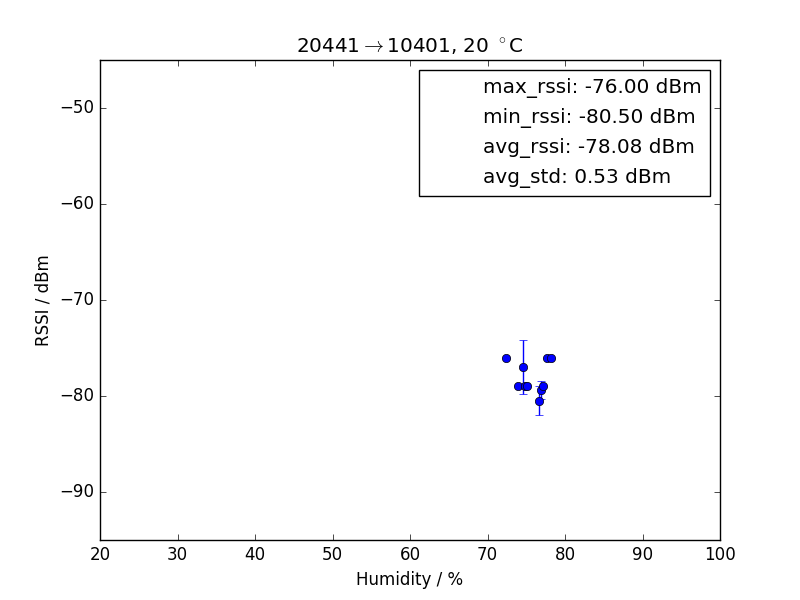 20441→10401, 20 °C
max_rssi: -76.00 dBm
min_rssi: -80.50 dBm
avg_rssi: -78.08 dBm
avg_std: 0.53 dBm
RSSI / dBm
−50
−60
−70
−80
−90
20 30 40 50 60 70 80 90 100
Humidity / %